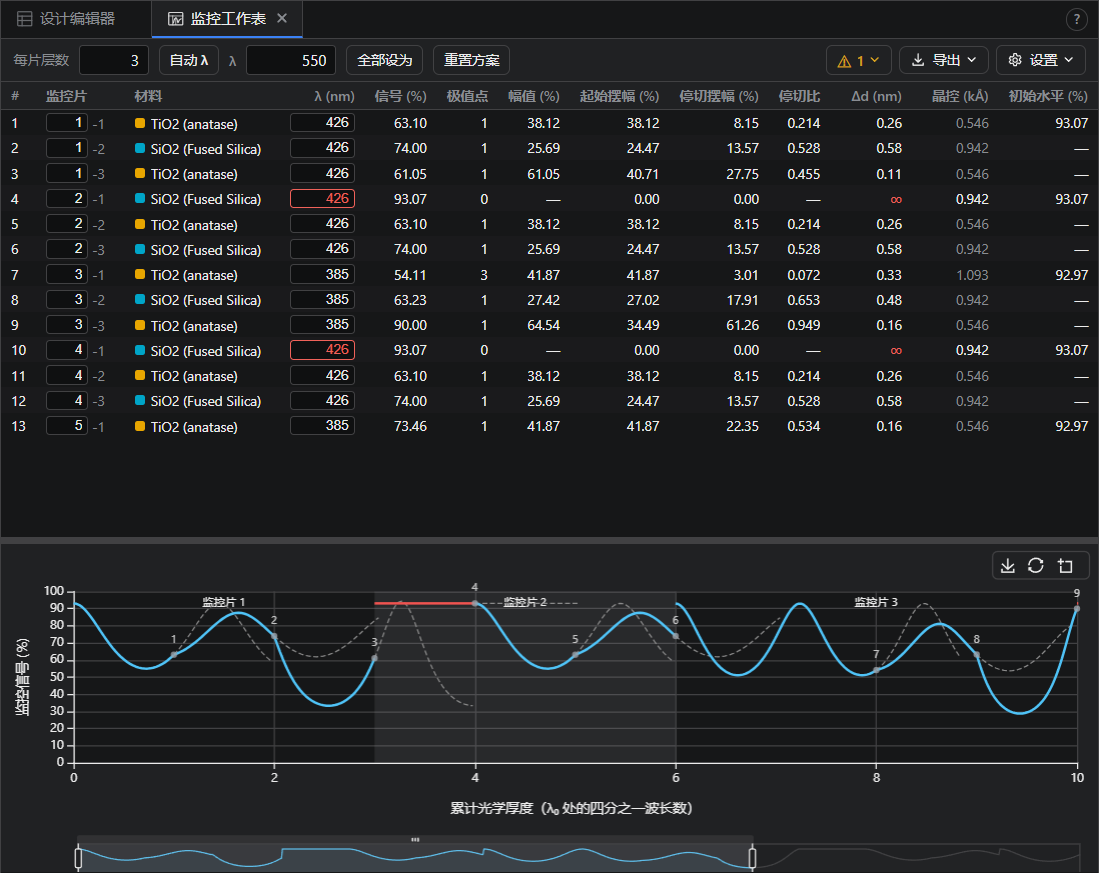 设计编辑器 监控工作表 ✕ ?
每片层数 3 自动 λ λ 550 全部设为 重置方案 1 导出 设置
# 监控片 材料 λ (nm) 信号 (%) 极值点 幅值 (%) 起始摆幅 (%) 停切摆幅 (%) 停切比 Δd (nm) 晶控 (kÅ) 初始水平 (%)
1 1 -1 TiO2 (anatase) 426 63.10 1 38.12 38.12 8.15 0.214 0.26 0.546 93.07
2 1 -2 SiO2 (Fused Silica) 426 74.00 1 25.69 24.47 13.57 0.528 0.58 0.942 —
3 1 -3 TiO2 (anatase) 426 61.05 1 61.05 40.71 27.75 0.455 0.11 0.546 —
4 2 -1 SiO2 (Fused Silica) 426 93.07 0 — 0.00 0.00 — ∞ 0.942 93.07
5 2 -2 TiO2 (anatase) 426 63.10 1 38.12 38.12 8.15 0.214 0.26 0.546 —
6 2 -3 SiO2 (Fused Silica) 426 74.00 1 25.69 24.47 13.57 0.528 0.58 0.942 —
7 3 -1 TiO2 (anatase) 385 54.11 3 41.87 41.87 3.01 0.072 0.33 1.093 92.97
8 3 -2 SiO2 (Fused Silica) 385 63.23 1 27.42 27.02 17.91 0.653 0.48 0.942 —
9 3 -3 TiO2 (anatase) 385 90.00 1 64.54 34.49 61.26 0.949 0.16 0.546 —
10 4 -1 SiO2 (Fused Silica) 426 93.07 0 — 0.00 0.00 — ∞ 0.942 93.07
11 4 -2 TiO2 (anatase) 426 63.10 1 38.12 38.12 8.15 0.214 0.26 0.546 —
12 4 -3 SiO2 (Fused Silica) 426 74.00 1 25.69 24.47 13.57 0.528 0.58 0.942 —
13 5 -1 TiO2 (anatase) 385 73.46 1 41.87 41.87 22.35 0.534 0.16 0.546 92.97
监控信号 (%)
100
90
80
70
60
50
40
30
20
10
0
监控片 1 监控片 2 监控片 3
1 2 3 4 5 6 7 8 9
0 2 4 6 8 10
累计光学厚度（λ₀ 处的四分之一波长数）